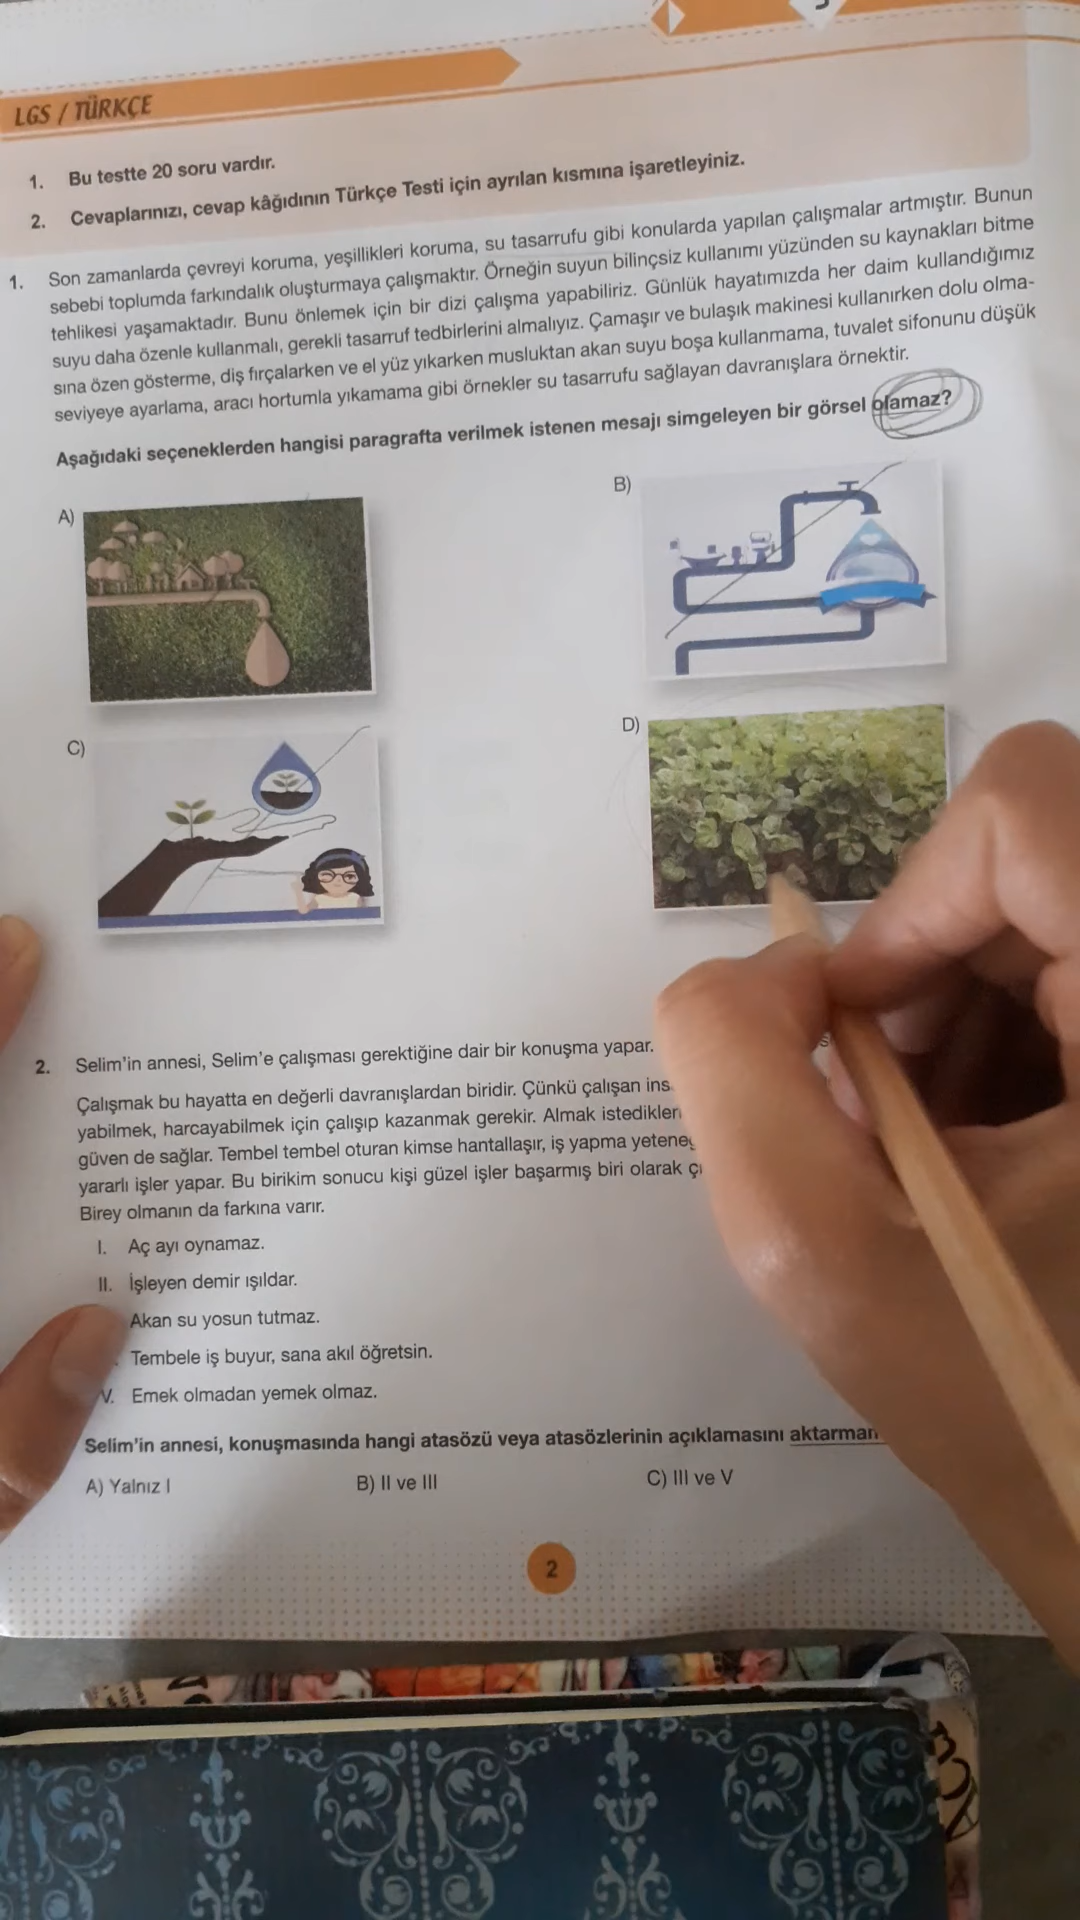 LGS / TÜRKÇE
1. Bu testte 20 soru vardır.
2. Cevaplarınızı, cevap kâğıdının Türkçe Testi için ayrılan kısmına işaretleyiniz.
1. Son zamanlarda çevreyi koruma, yeşillikleri koruma, su tasarrufu gibi konularda yapılan çalışmalar artmıştır. Bunun
sebebi toplumda farkındalık oluşturmaya çalışmaktır. Örneğin suyun bilinçsiz kullanımı yüzünden su kaynakları bitme
tehlikesi yaşamaktadır. Bunu önlemek için bir dizi çalışma yapabiliriz. Günlük hayatımızda her daim kullandığımız
suyu daha özenle kullanmalı, gerekli tasarruf tedbirlerini almalıyız. Çamaşır ve bulaşık makinesi kullanırken dolu olma-
sına özen gösterme, diş fırçalarken ve el yüz yıkarken musluktan akan suyu boşa kullanmama, tuvalet sifonunu düşük
seviyeye ayarlama, aracı hortumla yıkamama gibi örnekler su tasarrufu sağlayan davranışlara örnektir.
Aşağıdaki seçeneklerden hangisi paragrafta verilmek istenen mesajı simgeleyen bir görsel olamaz?
A)
B)
C)
D)
2. Selim'in annesi, Selim'e çalışması gerektiğine dair bir konuşma yapar.
Çalışmak bu hayatta en değerli davranışlardan biridir. Çünkü çalışan
yabilmek, harcayabilmek için çalışıp kazanmak gerekir. Almak
güven de sağlar. Tembel tembel oturan kimse hantallaşır, iş yapma
yararlı işler yapar. Bu birikim sonucu kişi güzel işler başarmış biri olarak
Birey olmanın da farkına varır.
I. Aç ayı oynamaz.
II. İşleyen demir ışıldar.
Akan su yosun tutmaz.
Tembele iş buyur, sana akıl öğretsin.
V. Emek olmadan yemek olmaz.
Selim'in annesi, konuşmasında hangi atasözü veya atasözlerinin açıklamasını
A) Yalnız I
B) II ve III
C) III ve V
2